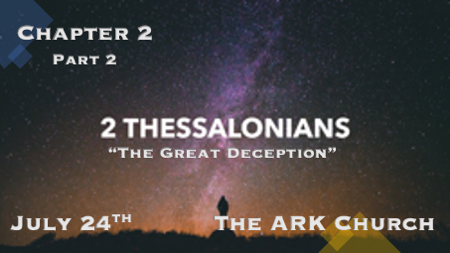 Chapter 2
Part 2
2 THESSALONIANS
“The Great Deception”
July 24TH
The ARK Church